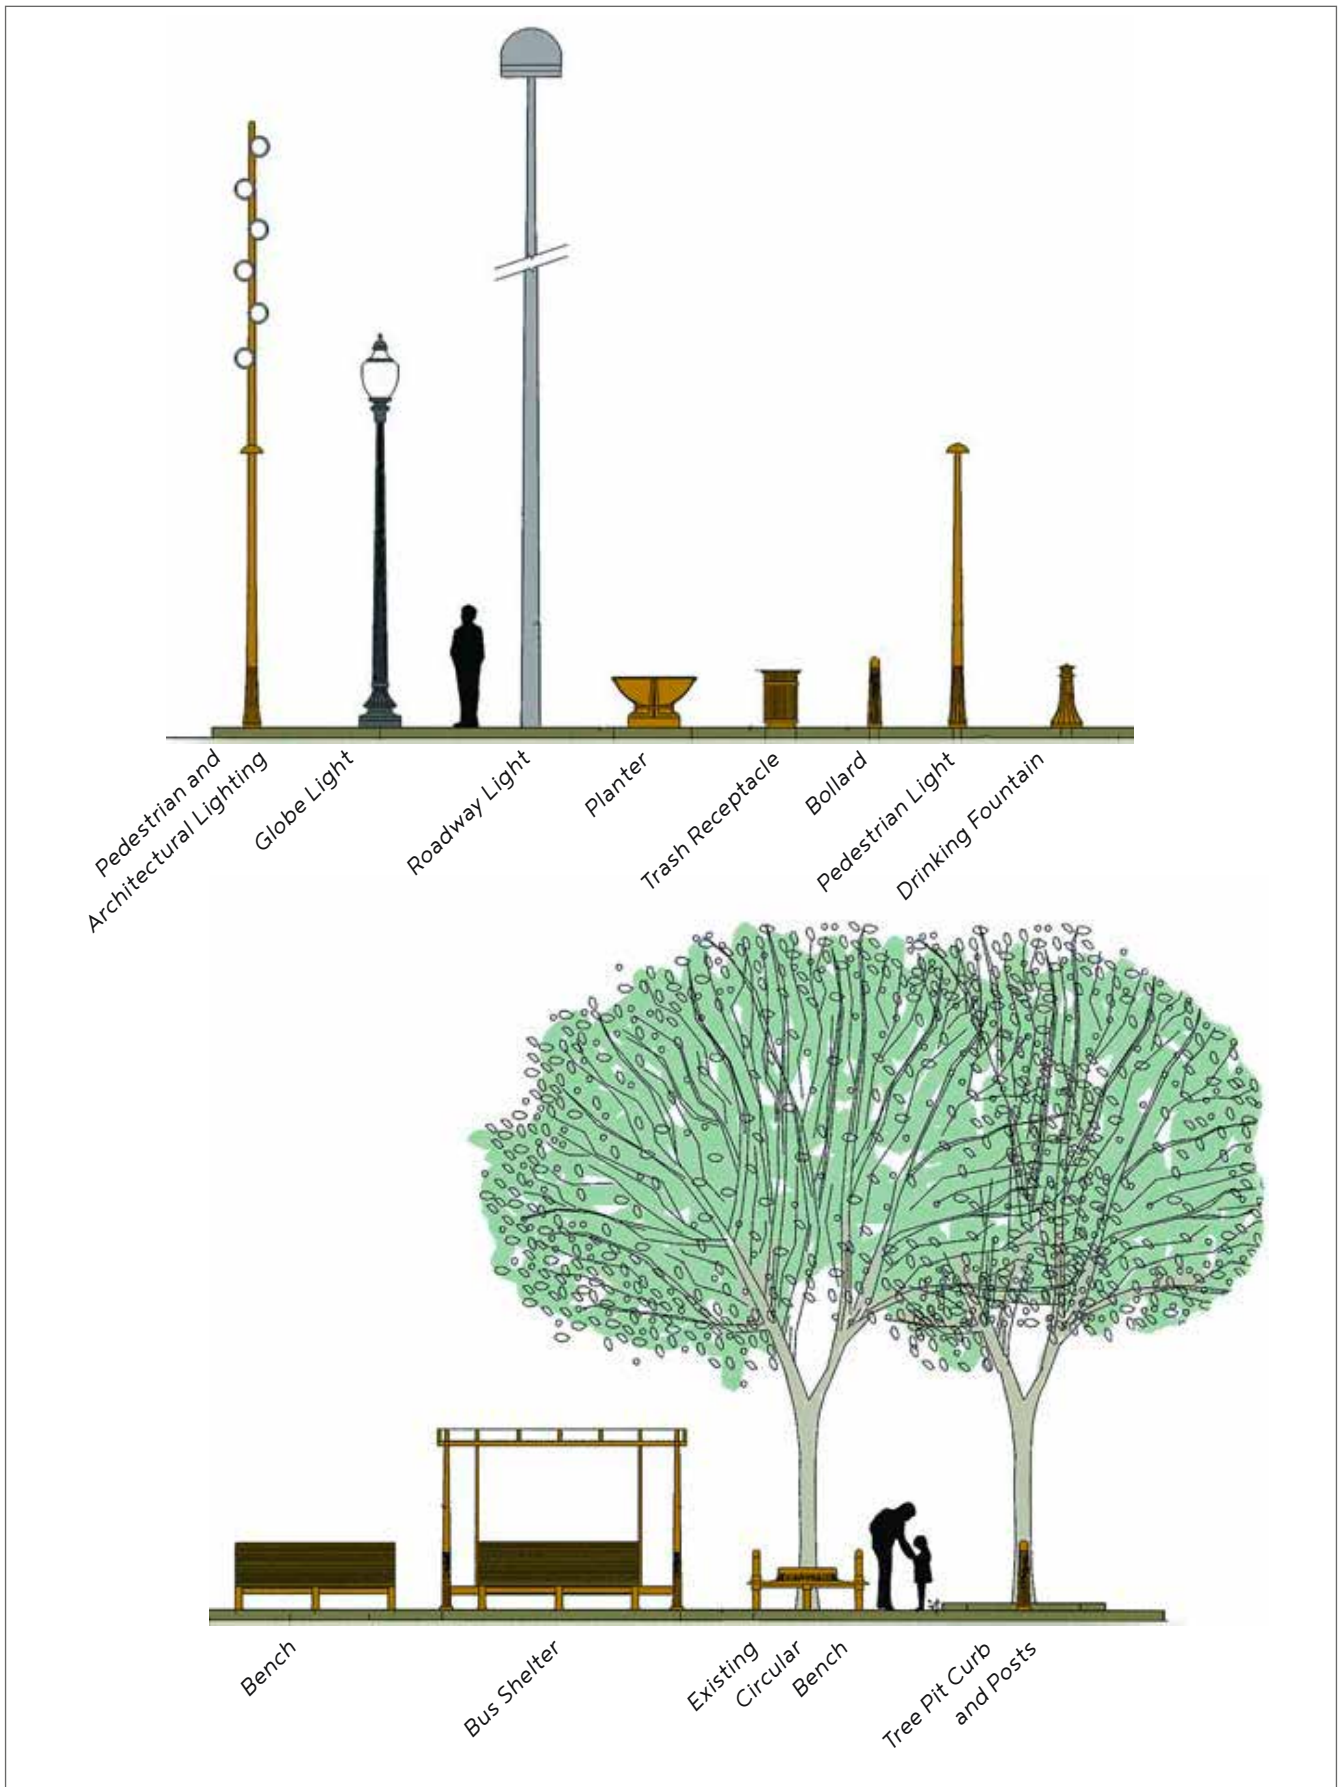 Pedestrian and
Architectural Lighting
Globe Light
Roadway Light
Planter
Trash Receptacle
Bollard
Pedestrian Light
Drinking Fountain
Bench
Bus Shelter
Existing
Circular
Bench
Tree Pit Curb
and Posts